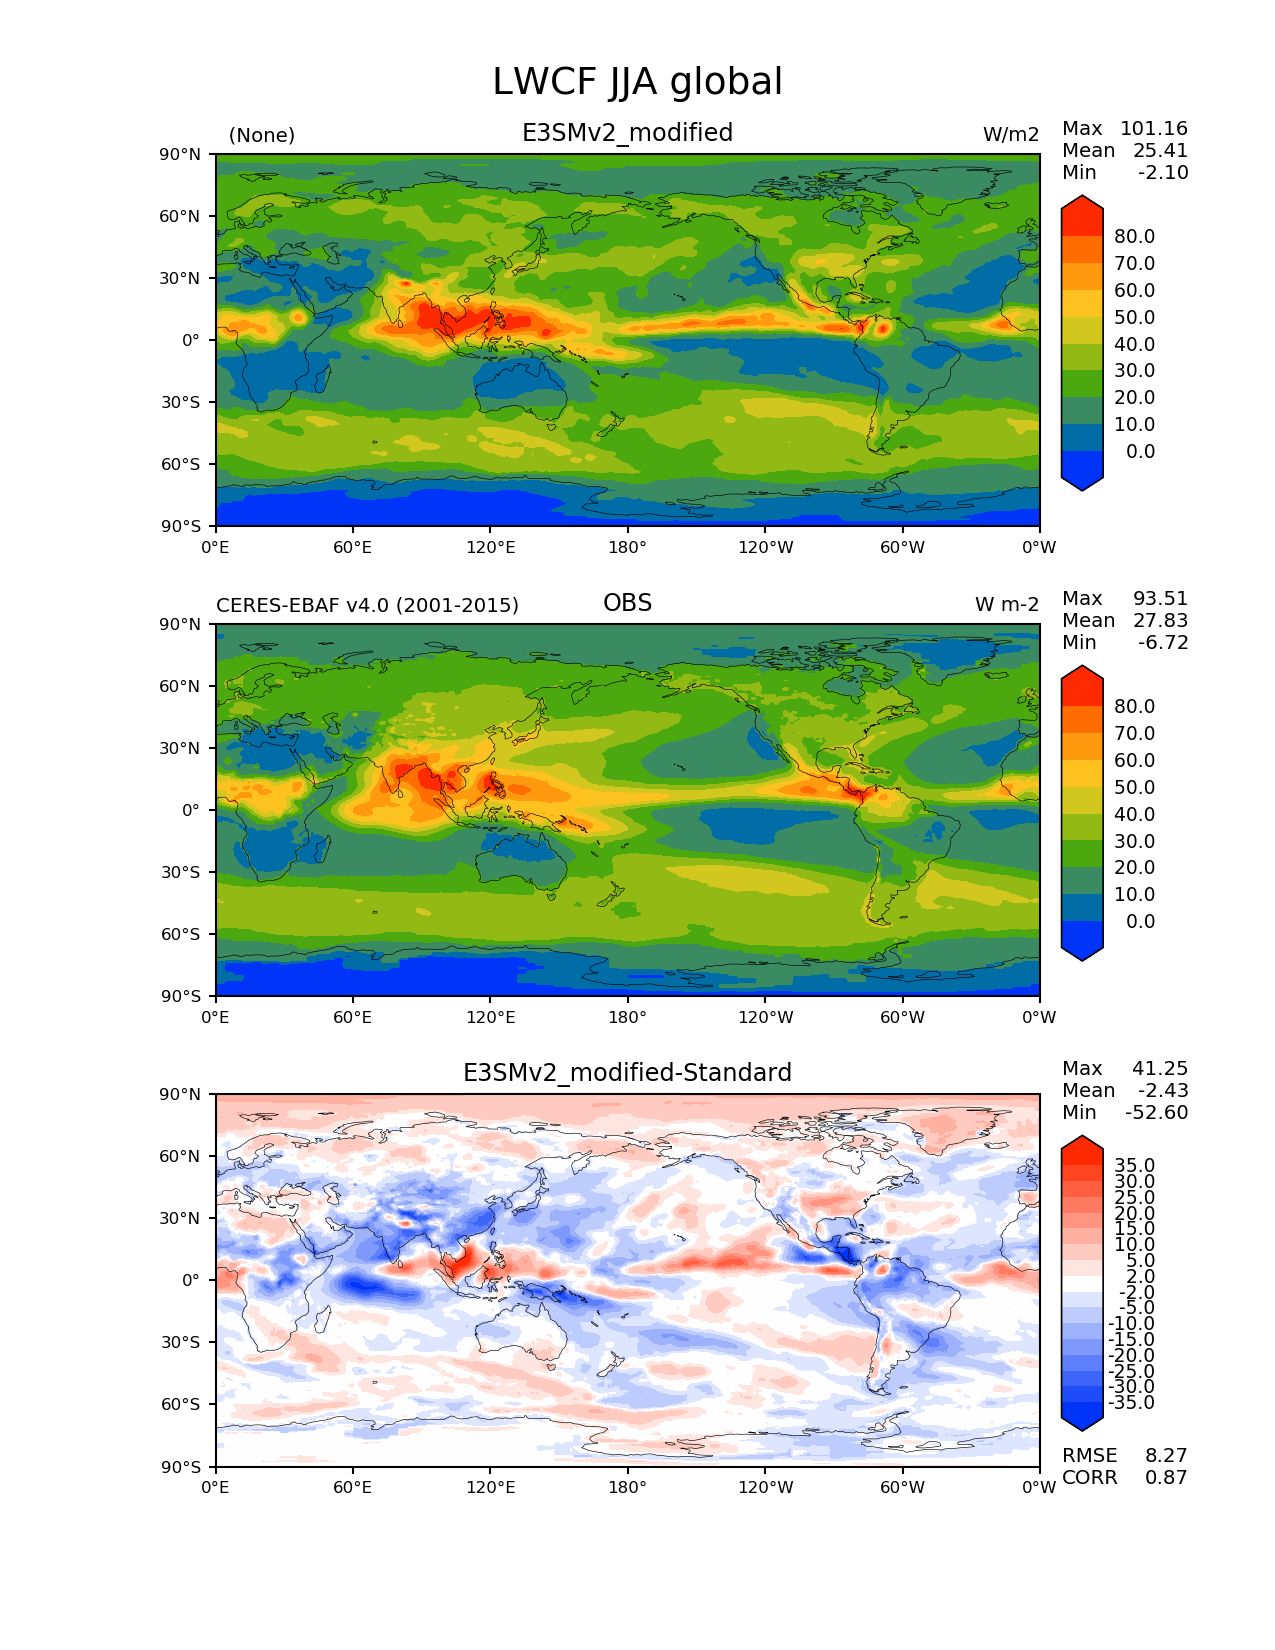 LWCF JJA global
(None) E3SMv2_modified W/m2
Max 101.16
Mean 25.41
Min -2.10
90°N
60°N
30°N
0°
30°S
60°S
90°S
0°E 60°E 120°E 180° 120°W 60°W 0°W
80.0
70.0
60.0
50.0
40.0
30.0
20.0
10.0
0.0
CERES-EBAF v4.0 (2001-2015) OBS W m-2
Max 93.51
Mean 27.83
Min -6.72
90°N
60°N
30°N
0°
30°S
60°S
90°S
0°E 60°E 120°E 180° 120°W 60°W 0°W
80.0
70.0
60.0
50.0
40.0
30.0
20.0
10.0
0.0
E3SMv2_modified-Standard
Max 41.25
Mean -2.43
Min -52.60
90°N
60°N
30°N
0°
30°S
60°S
90°S
0°E 60°E 120°E 180° 120°W 60°W 0°W
35.0
30.0
25.0
20.0
15.0
10.0
5.0
2.0
-2.0
-5.0
-10.0
-15.0
-20.0
-25.0
-30.0
-35.0
RMSE 8.27
CORR 0.87